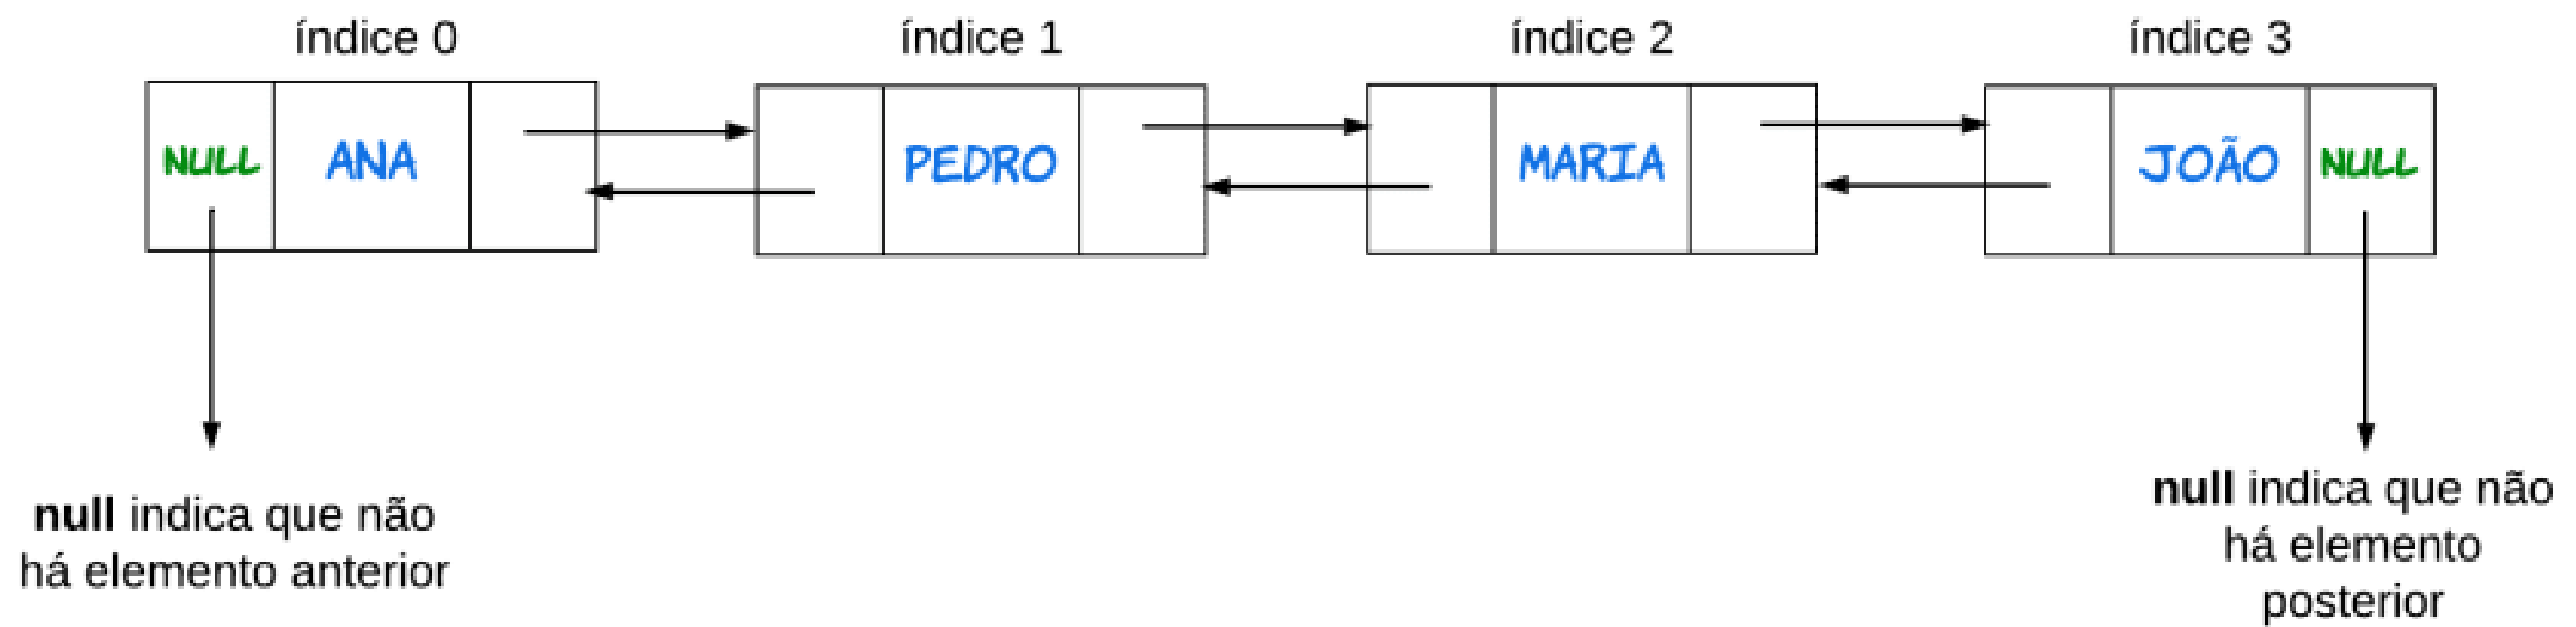 índice 0
índice 1
índice 2
índice 3
NULL
ANA
PEDRO
MARIA
JOÃO
NULL
null indica que não
há elemento anterior
null indica que não
há elemento
posterior